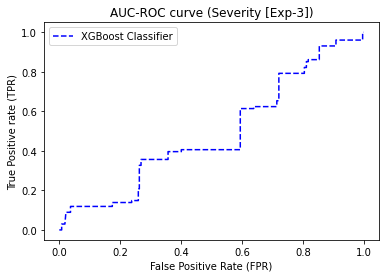 AUC-ROC curve (Severity [Exp-3])
XGBoost Classifier
True Positive rate (TPR)
1.0
0.8
0.6
0.4
0.2
0.0
0.0 0.2 0.4 0.6 0.8 1.0
False Positive Rate (FPR)